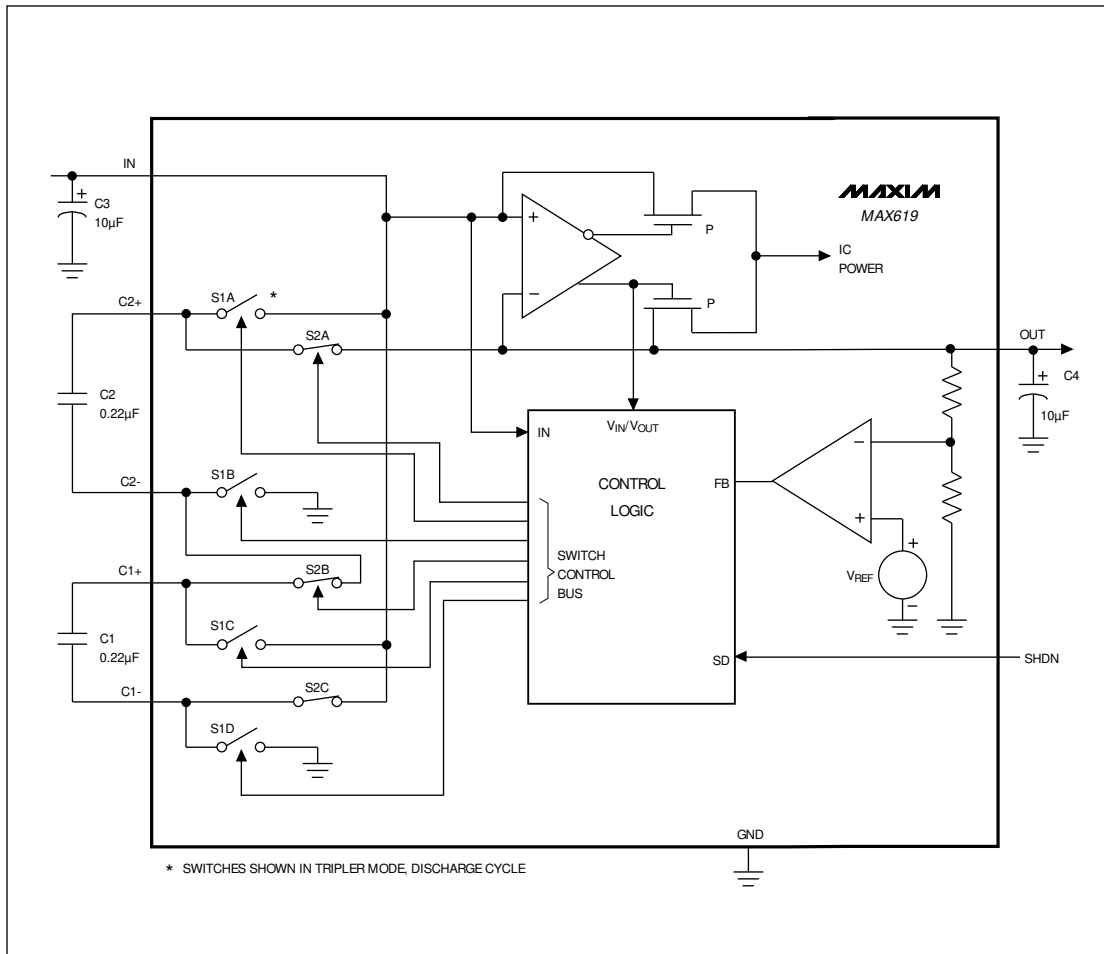 IN
+
C3
10µF
MAXIM
MAX619
+
P
IC
POWER
S1A
*
C2+
–
P
S2A
OUT
+
C4
10µF
C2
0.22µF
IN
VIN/VOUT
–
S1B
C2-
CONTROL
LOGIC
FB
+
SWITCH
CONTROL
BUS
C1+
S2B
+
VREF
–
S1C
C1
0.22µF
SD
SHDN
C1-
S2C
S1D
GND
* SWITCHES SHOWN IN TRIPLER MODE, DISCHARGE CYCLE